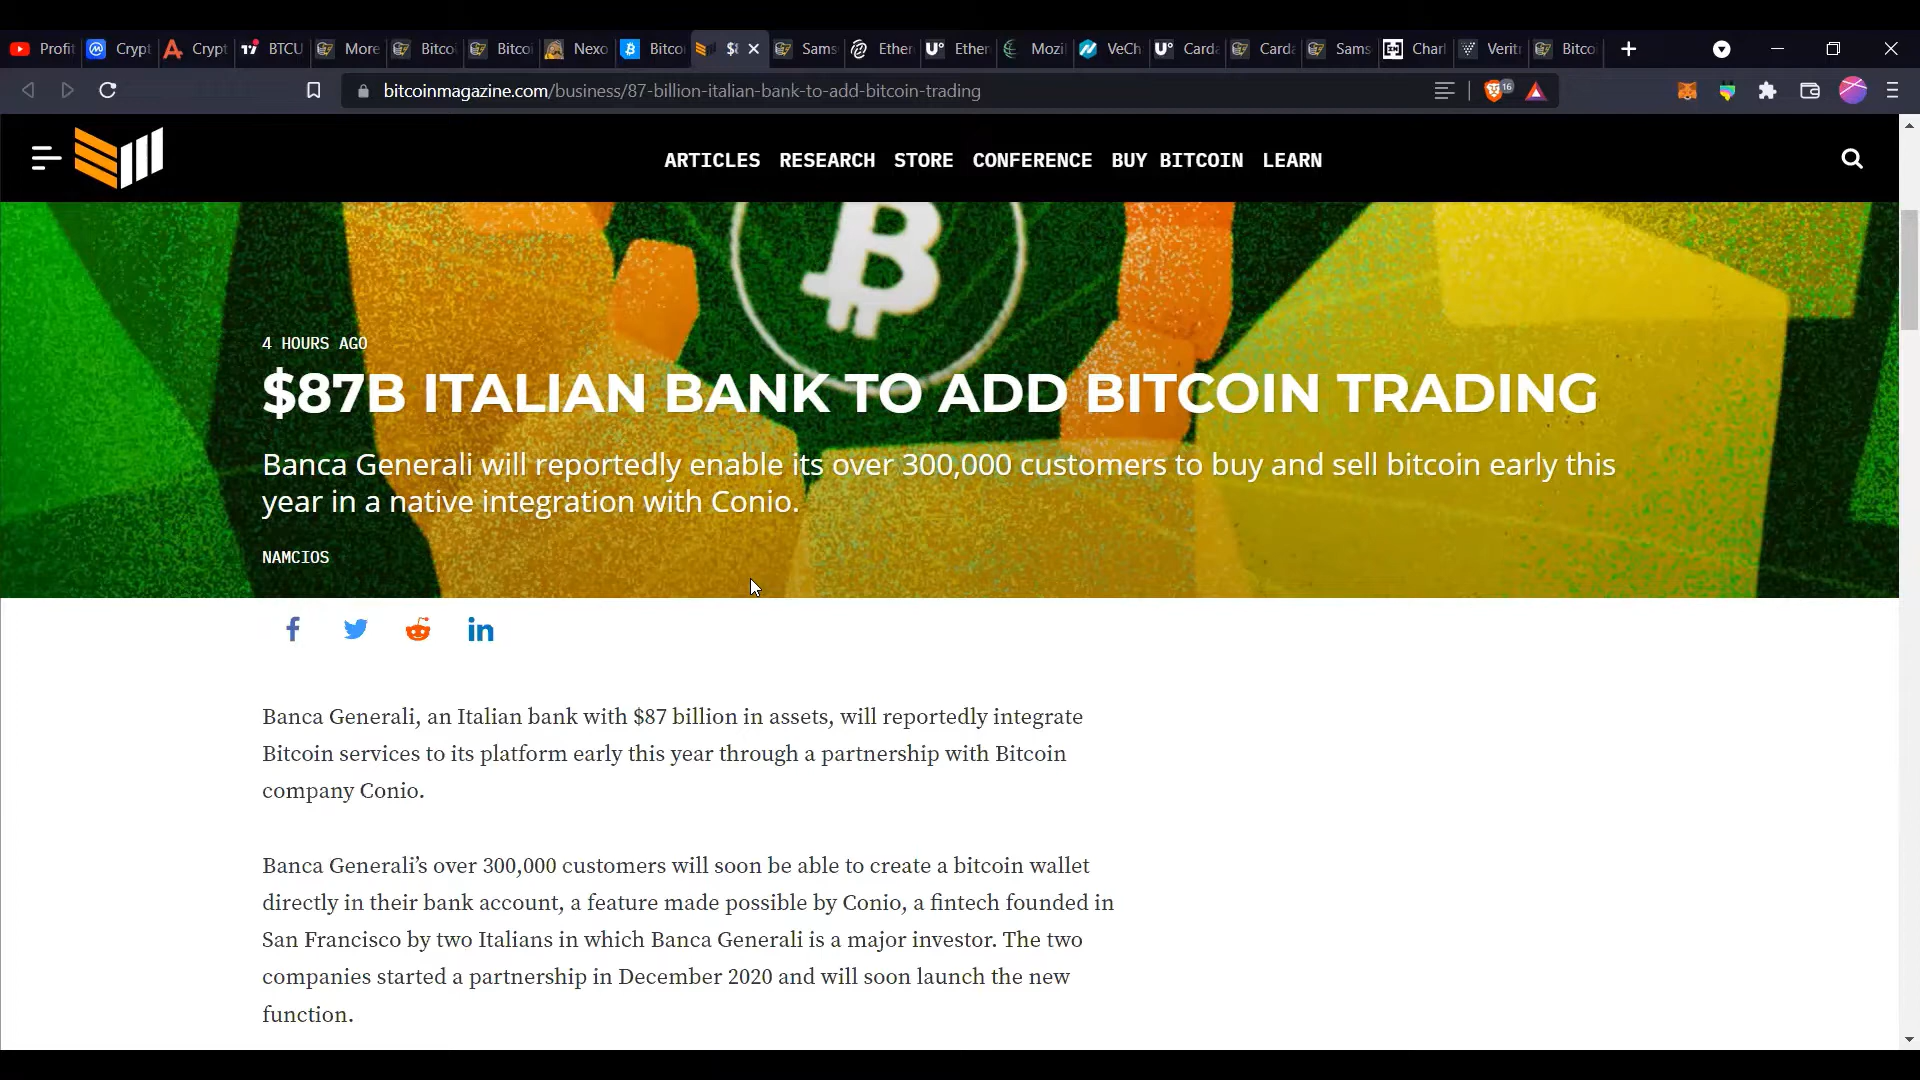 Profit
Crypt
Crypt
BTCU
More
Bitco
Bitco
Nexo
Bitco
$8
Sams
Ether
Ether
Mozil
VeCh
Carda
Carda
Sams
Charl
Verit
Bitco
bitcoinmagazine.com/business/87-billion-italian-bank-to-add-bitcoin-trading
16
ARTICLES RESEARCH STORE CONFERENCE BUY BITCOIN LEARN
4 HOURS AGO
$87B ITALIAN BANK TO ADD BITCOIN TRADING
Banca Generali will reportedly enable its over 300,000 customers to buy and sell bitcoin early this
year in a native integration with Conio.
NAMCIOS
Banca Generali, an Italian bank with $87 billion in assets, will reportedly integrate
Bitcoin services to its platform early this year through a partnership with Bitcoin
company Conio.
Banca Generali’s over 300,000 customers will soon be able to create a bitcoin wallet
directly in their bank account, a feature made possible by Conio, a fintech founded in
San Francisco by two Italians in which Banca Generali is a major investor. The two
companies started a partnership in December 2020 and will soon launch the new
function.